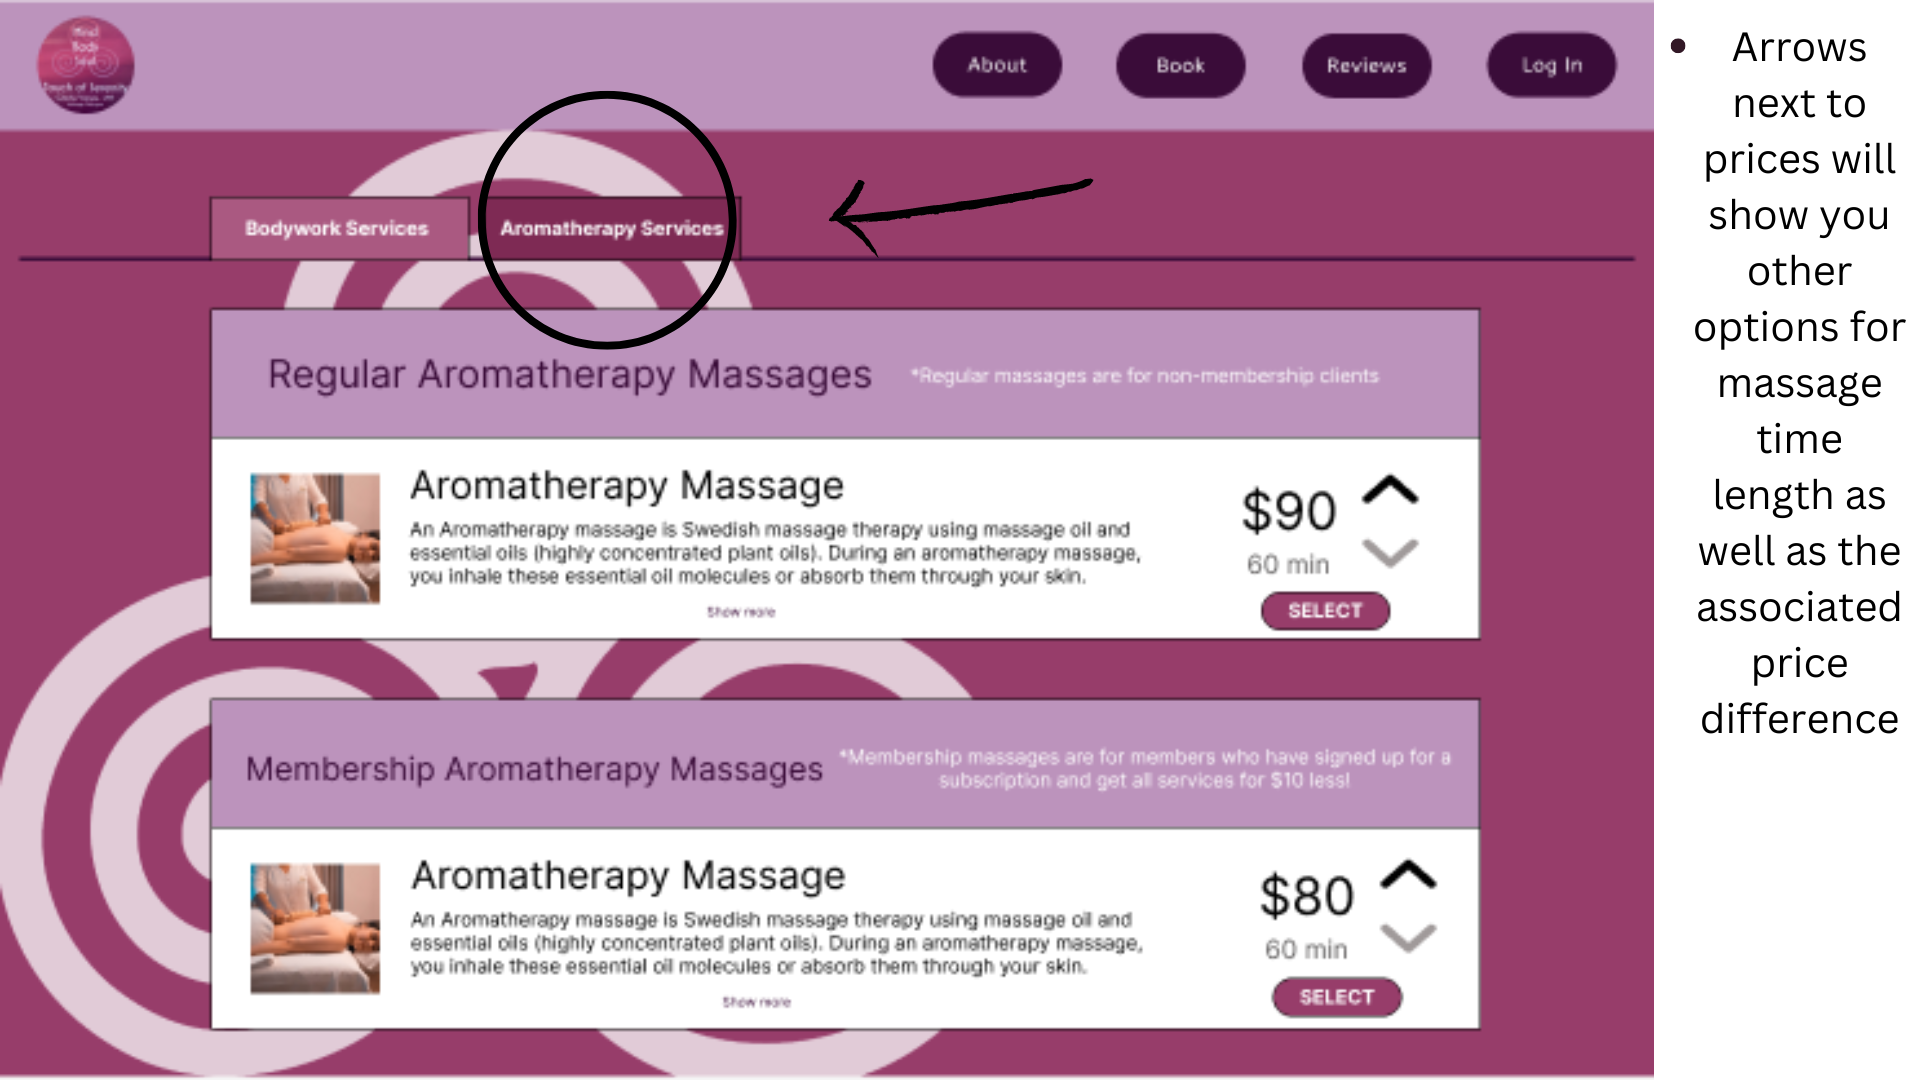 Mind
Body
Soul
Touch of Serenity
About
Book
Reviews
Log In
Bodywork Services
Aromatherapy Services
Regular Aromatherapy Massages
*Regular massages are for non-membership clients
Aromatherapy Massage
An Aromatherapy massage is Swedish massage therapy using massage oil and
essential oils (highly concentrated plant oils). During an aromatherapy massage,
you inhale these essential oil molecules or absorb them through your skin.
Show more
$90
60 min
SELECT
Membership Aromatherapy Massages
*Membership massages are for members who have signed up for a
subscription and get all services for $10 less!
Aromatherapy Massage
An Aromatherapy massage is Swedish massage therapy using massage oil and
essential oils (highly concentrated plant oils). During an aromatherapy massage,
you inhale these essential oil molecules or absorb them through your skin.
Show more
$80
60 min
SELECT
• Arrows
next to
prices will
show you
other
options for
massage
time
length as
well as the
associated
price
difference